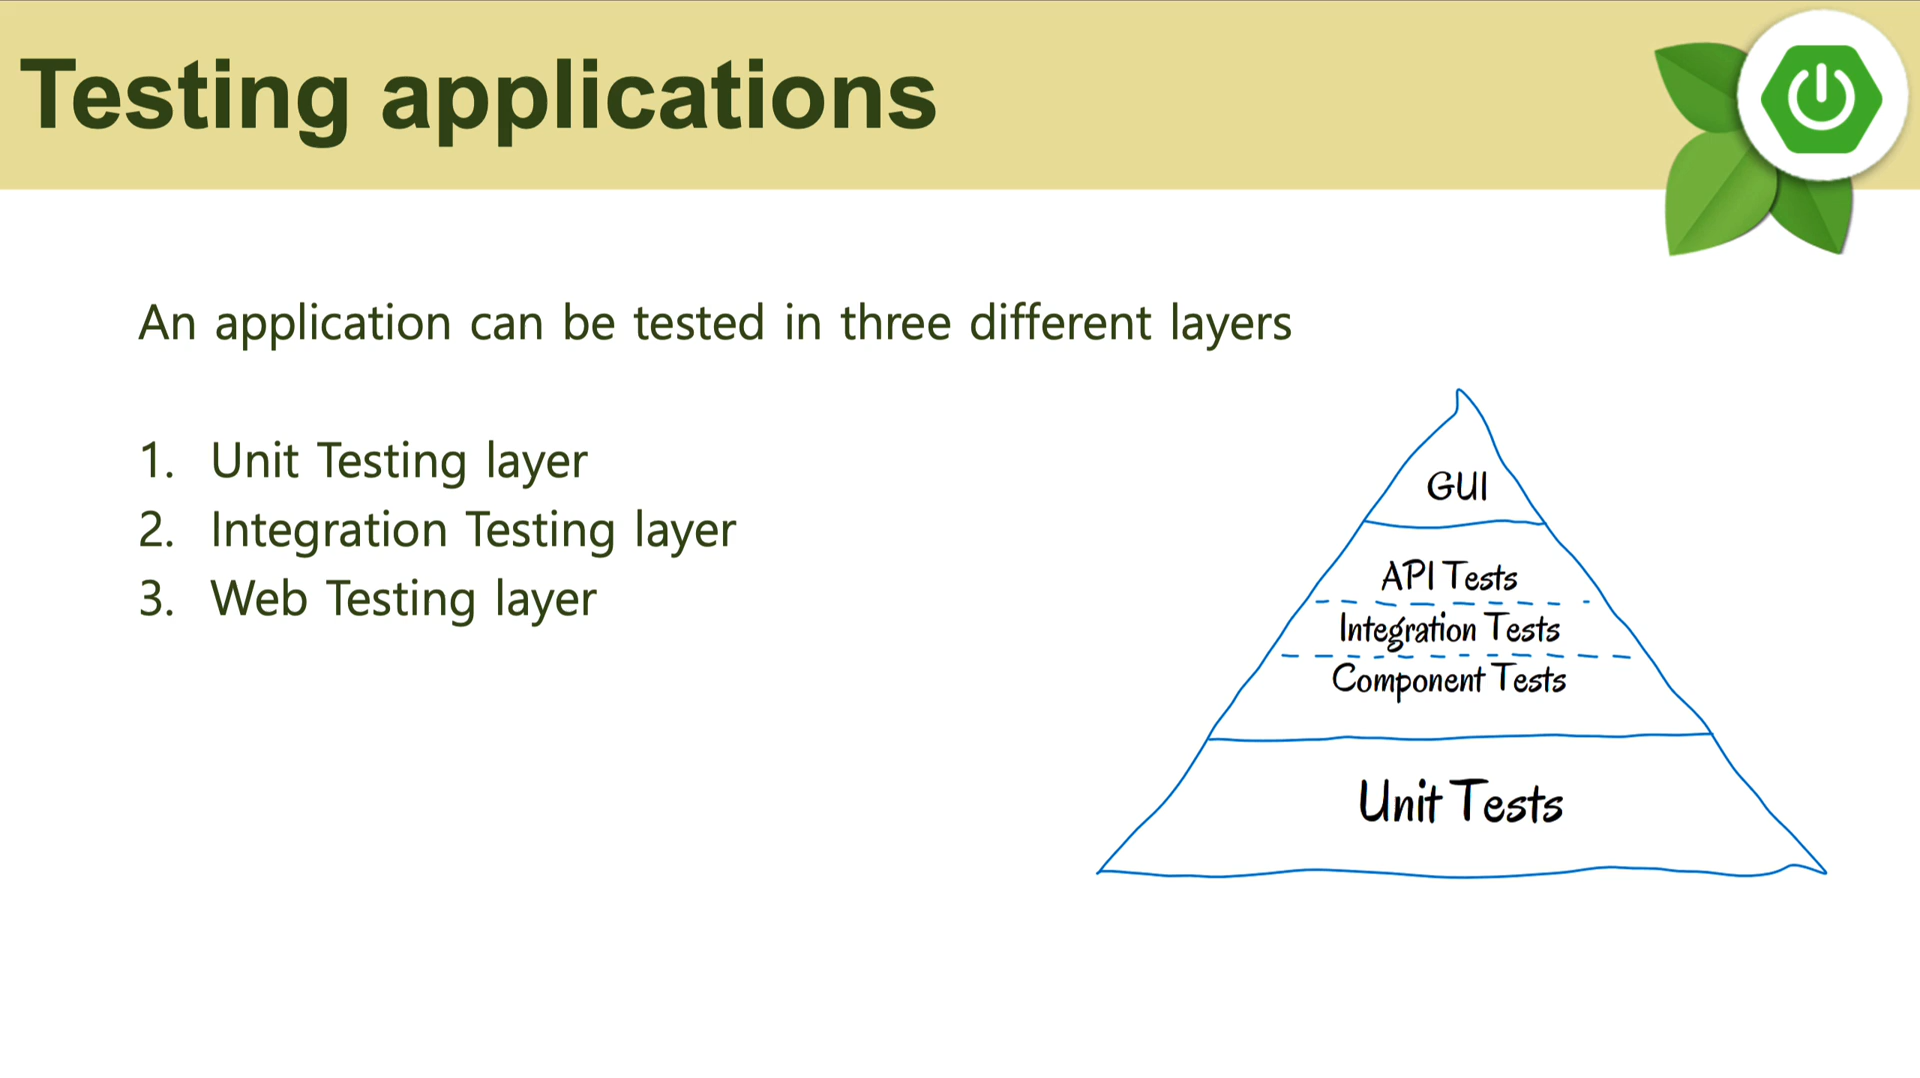 Testing applications
An application can be tested in three different layers
1. Unit Testing layer
2. Integration Testing layer
3. Web Testing layer
GUI
API Tests
Integration Tests
Component Tests
Unit Tests